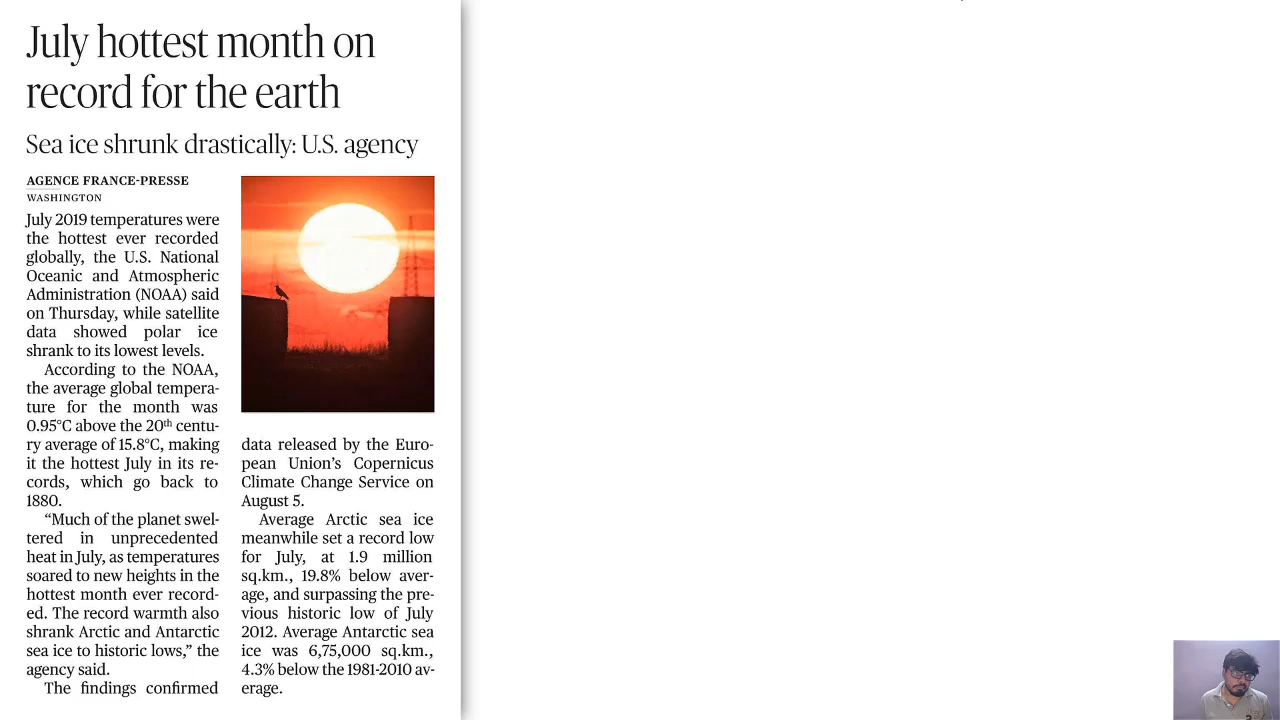 July hottest month on
record for the earth
Sea ice shrunk drastically: U.S. agency
AGENCE FRANCE-PRESSE
WASHINGTON
July 2019 temperatures were
the hottest ever recorded
globally, the U.S. National
Oceanic and Atmospheric
Administration (NOAA) said
on Thursday, while satellite
data showed polar ice
shrank to its lowest levels.
According to the NOAA,
the average global tempera-
ture for the month was
0.95°C above the 20th centu-
ry average of 15.8°C, making
it the hottest July in its re-
cords, which go back to
1880.
“Much of the planet swel-
tered in unprecedented
heat in July, as temperatures
soared to new heights in the
hottest month ever record-
ed. The record warmth also
shrank Arctic and Antarctic
sea ice to historic lows,” the
agency said.
The findings confirmed
data released by the Euro-
pean Union’s Copernicus
Climate Change Service on
August 5.
Average Arctic sea ice
meanwhile set a record low
for July, at 1.9 million
sq.km., 19.8% below aver-
age, and surpassing the pre-
vious historic low of July
2012. Average Antarctic sea
ice was 6,75,000 sq.km.,
4.3% below the 1981-2010 av-
erage.